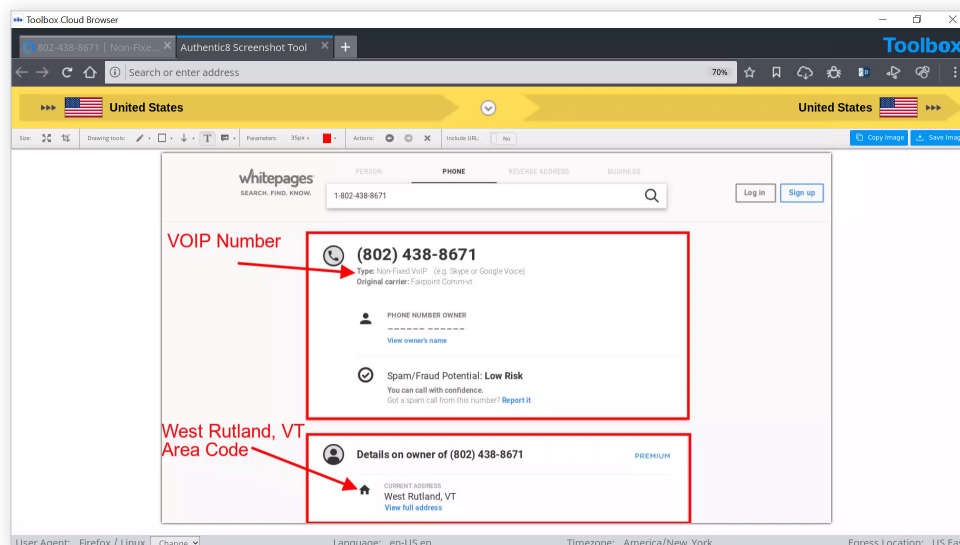 Toolbox Cloud Browser
802-438-8671 | Non-Fixe...
Authentic8 Screenshot Tool
Toolbox
Search or enter address
70%
United States
United States
Size:
Drawing tools:
T
Parameters: 35px
Actions:
Include URL: No
Copy Image
Save Imag
whitepages
SEARCH. FIND. KNOW.
PERSON
PHONE
REVERSE ADDRESS
BUSINESS
1-802-438-8671
Log in
Sign up
VOIP Number
(802) 438-8671
Type: Non-Fixed VoIP (e.g. Skype or Google Voice)
Original carrier: Fairpoint Comm-vt
PHONE NUMBER OWNER
______ ______
View owner's name
Spam/Fraud Potential: Low Risk
You can call with confidence.
Got a spam call from this number? Report it
West Rutland, VT
Area Code
Details on owner of (802) 438-8671
PREMIUM
CURRENT ADDRESS
West Rutland, VT
View full address
User Agent: Firefox / Linux
Change
Language: en-US,en
Timezone: America/New_York
Egress Location: US Eas